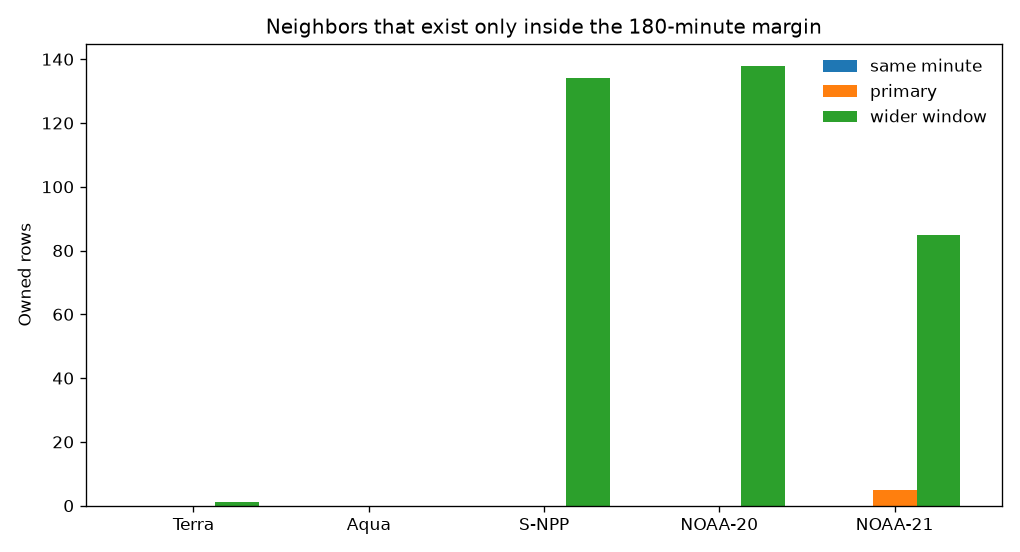 Neighbors that exist only inside the 180-minute margin
same minute
primary
wider window
Owned rows
140
120
100
80
60
40
20
0
Terra
Aqua
S-NPP
NOAA-20
NOAA-21